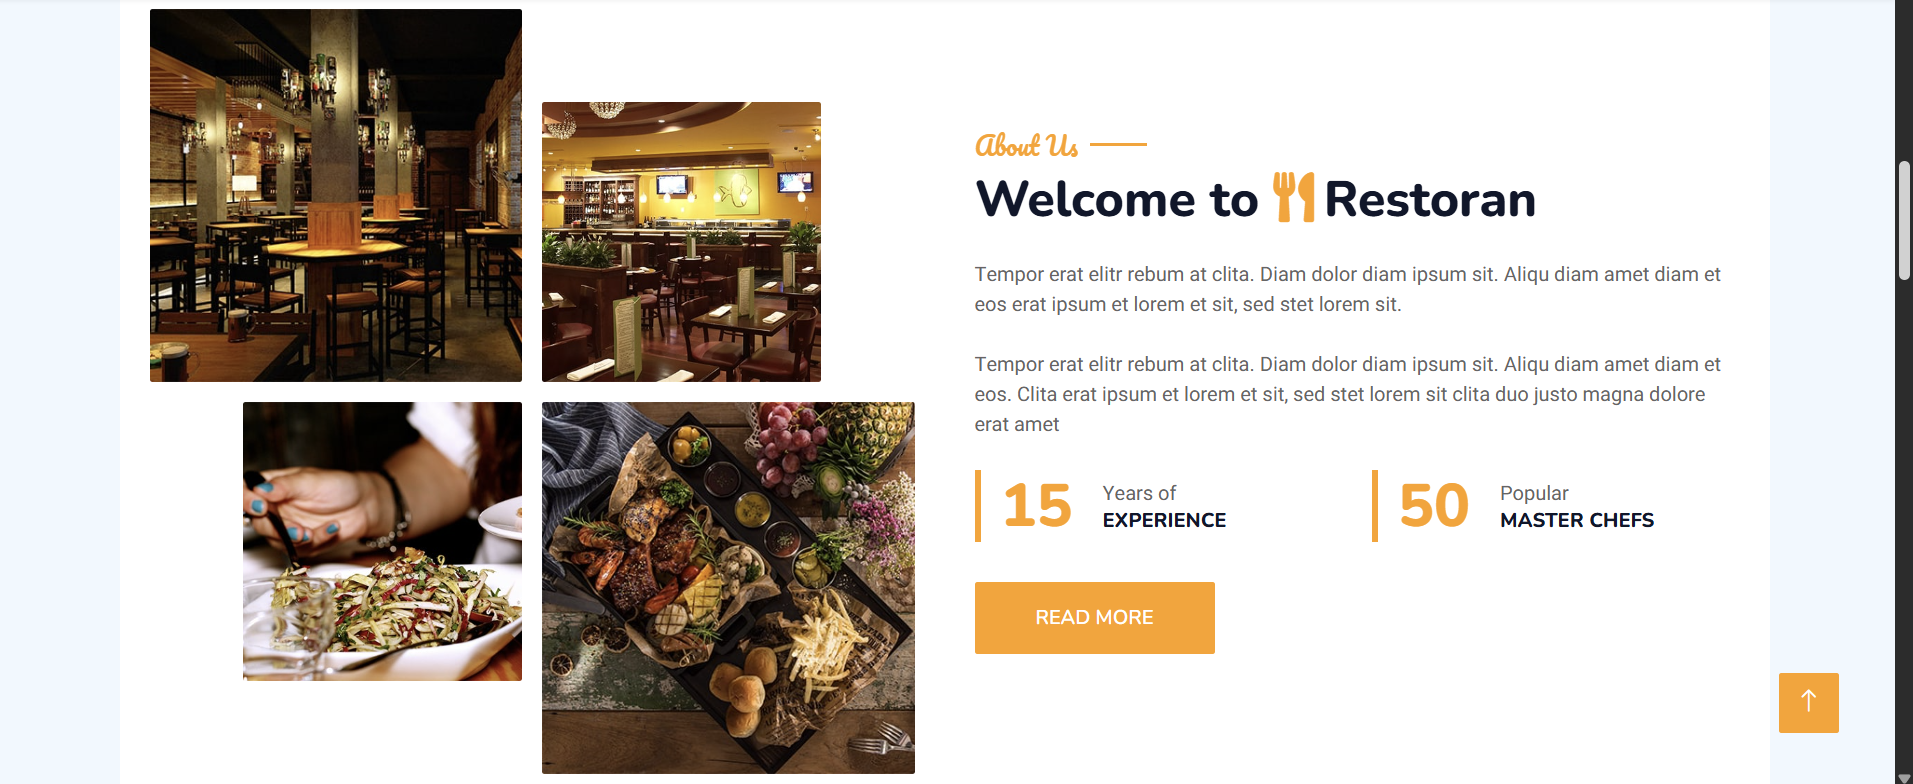 About Us
Welcome to Restoran
Tempor erat elitr rebum at clita. Diam dolor diam ipsum sit. Aliqu diam amet diam et
eos erat ipsum et lorem et sit, sed stet lorem sit.
Tempor erat elitr rebum at clita. Diam dolor diam ipsum sit. Aliqu diam amet diam et
eos. Clita erat ipsum et lorem et sit, sed stet lorem sit clita duo justo magna dolore
erat amet
15
Years of
EXPERIENCE
50
Popular
MASTER CHEFS
READ MORE